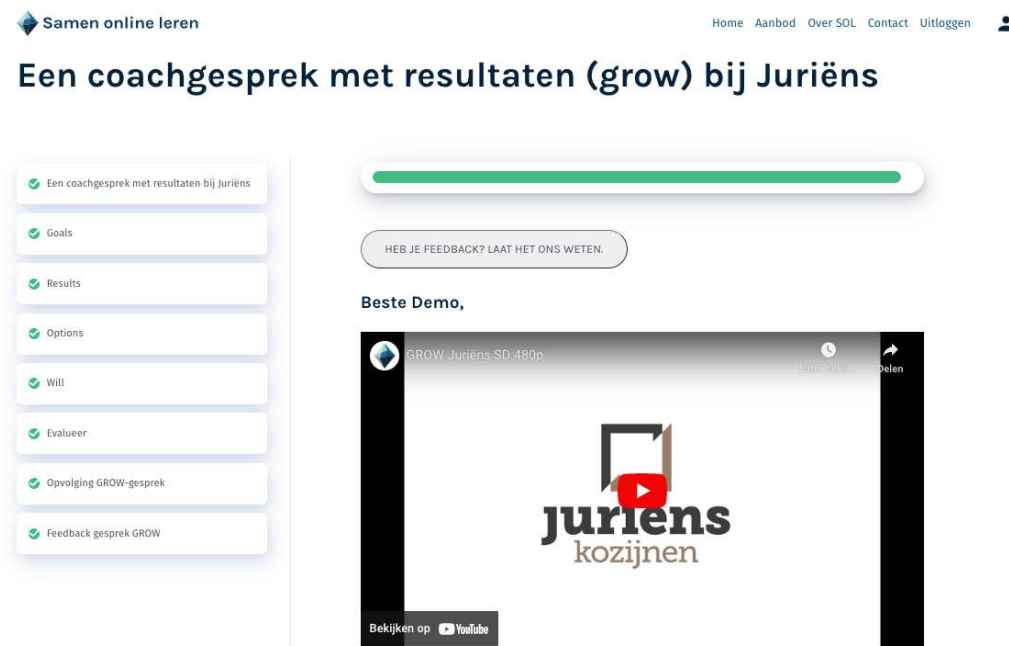 Samen online leren
Home Aanbod Over SOL Contact Uitloggen
Een coachgesprek met resultaten (grow) bij Juriëns
Een coachgesprek met resultaten bij Juriëns
Goals
Results
Options
Will
Evalueer
Opvolging GROW-gesprek
Feedback gesprek GROW
HEB JE FEEDBACK? LAAT HET ONS WETEN.
Beste Demo,
GROW Juriëns SD 480p
Delen
juriëns
kozijnen
Bekijken op YouTube